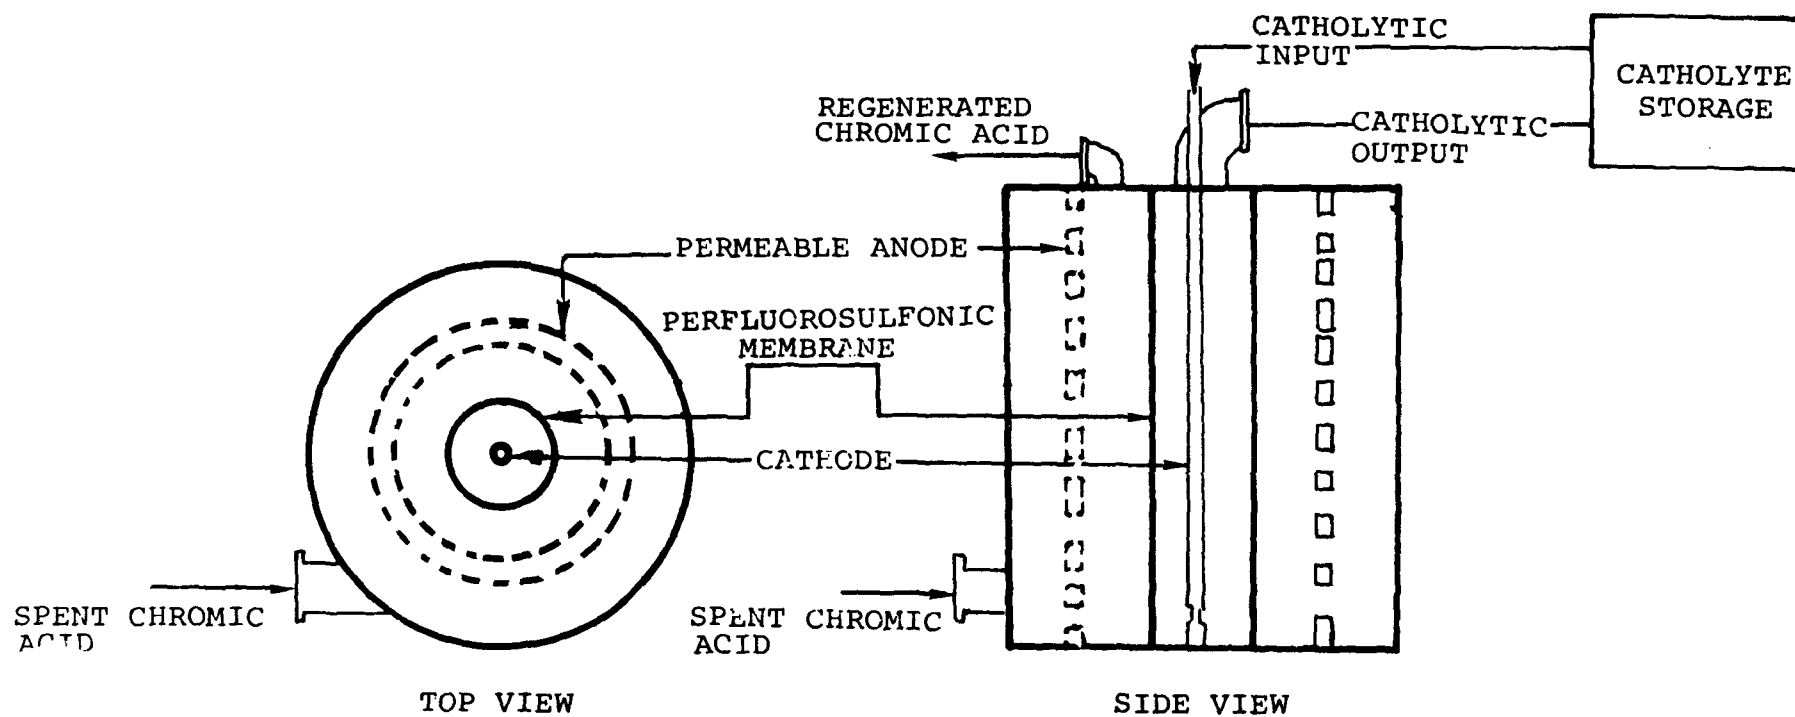 CATHOLYTIC
INPUT
CATHOLYTE
STORAGE
REGENERATED
CHROMIC ACID
CATHOLYTIC
OUTPUT
PERMEABLE ANODE
PERFLUOROSULFONIC
MEMBRANE
CATHODE
SPENT CHROMIC
ACID
SPENT CHROMIC
ACID
TOP VIEW
SIDE VIEW